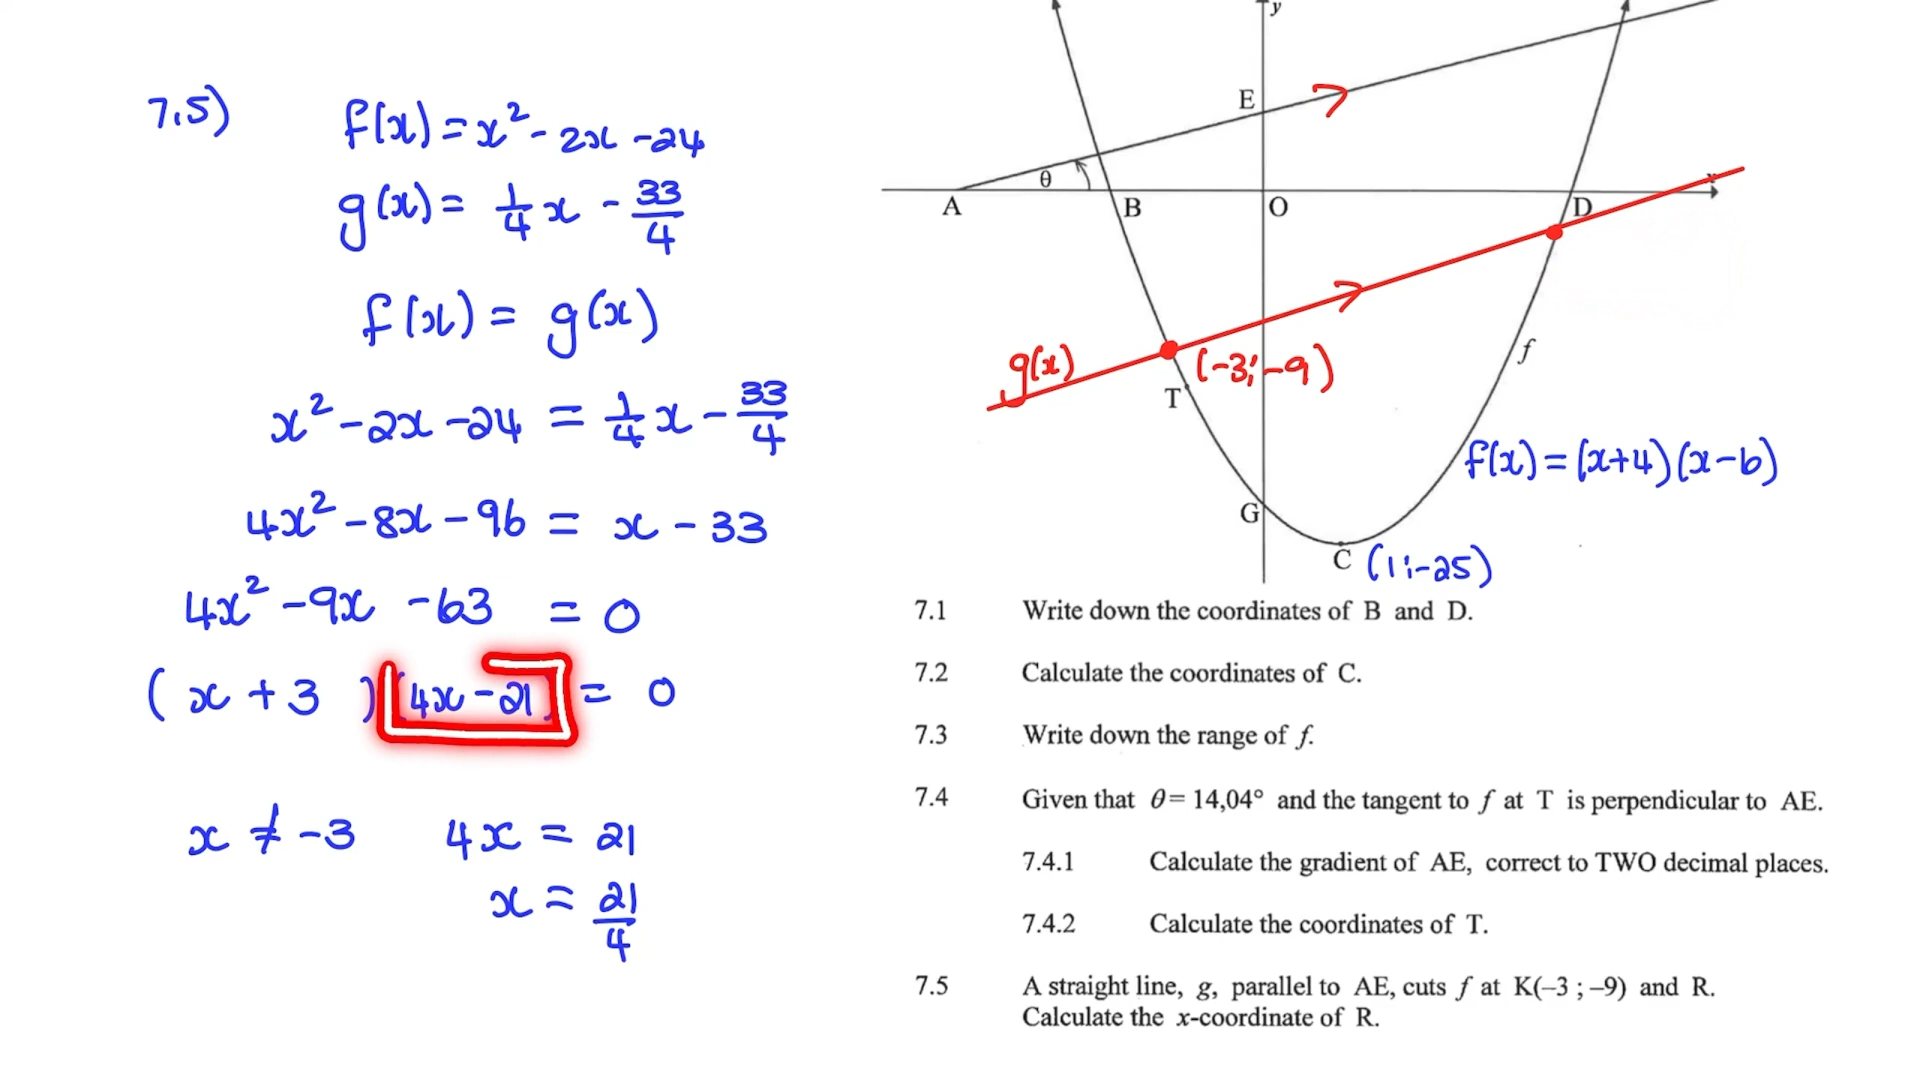 7.5)
f(x) = x² - 2x - 24
g(x) = 1/4 x - 33/4
f(x) = g(x)
x² - 2x - 24 = 1/4 x - 33/4
4x² - 8x - 96 = x - 33
4x² - 9x - 63 = 0
(x + 3)(4x - 21) = 0
x ≠ -3 4x = 21
x = 21/4
y
E
θ
x
A B O D
g(x) (-3;-9)
T
f
f(x) = (x+4)(x-6)
G
C (1;-25)
7.1 Write down the coordinates of B and D.
7.2 Calculate the coordinates of C.
7.3 Write down the range of f.
7.4 Given that θ = 14,04° and the tangent to f at T is perpendicular to AE.
7.4.1 Calculate the gradient of AE, correct to TWO decimal places.
7.4.2 Calculate the coordinates of T.
7.5 A straight line, g, parallel to AE, cuts f at K(–3 ; –9) and R.
Calculate the x-coordinate of R.